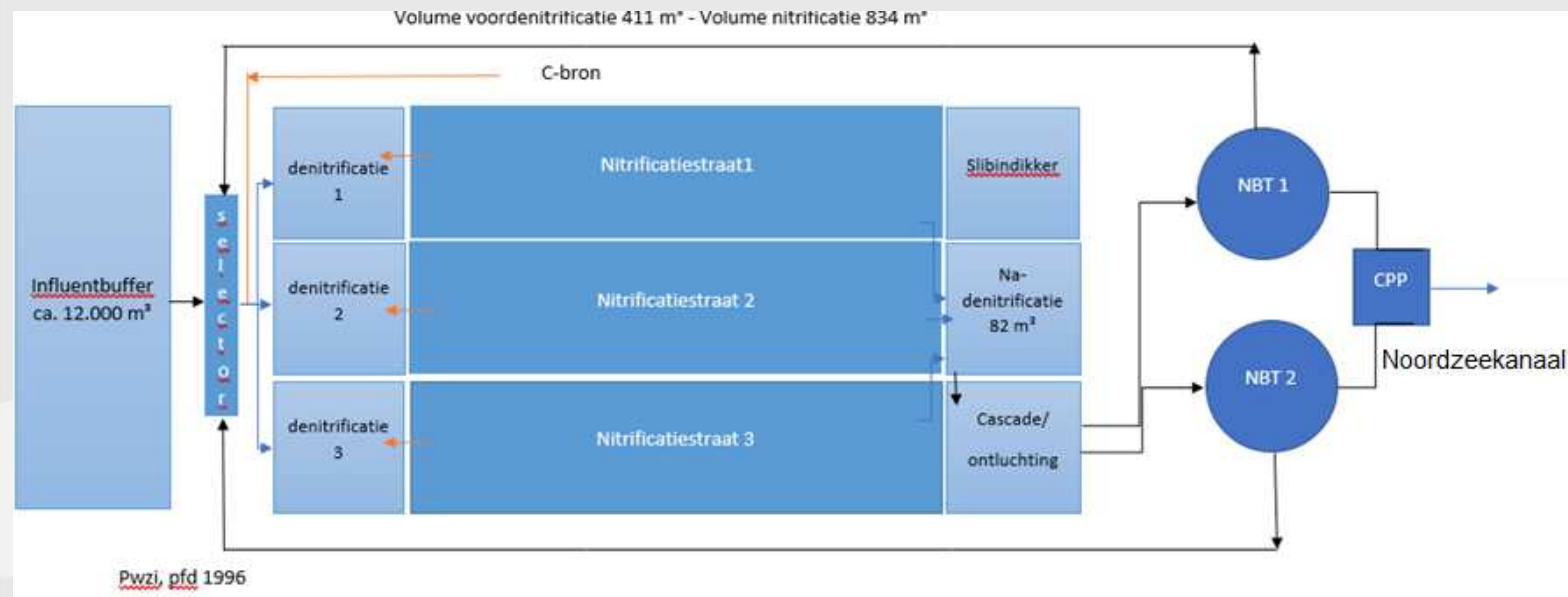 Volume voordenitrificatie 411 m³ - Volume nitrificatie 834 m³
C-bron
Influentbuffer
ca. 12.000 m³
selector
denitrificatie
1
Nitrificatiestraat1
Slibindikker
denitrificatie
2
Nitrificatiestraat 2
Na-
denitrificatie
82 m³
denitrificatie
3
Nitrificatiestraat 3
Cascade/
ontluchting
NBT 1
NBT 2
CPP
Noordzeekanaal
Pwzi, pfd 1996